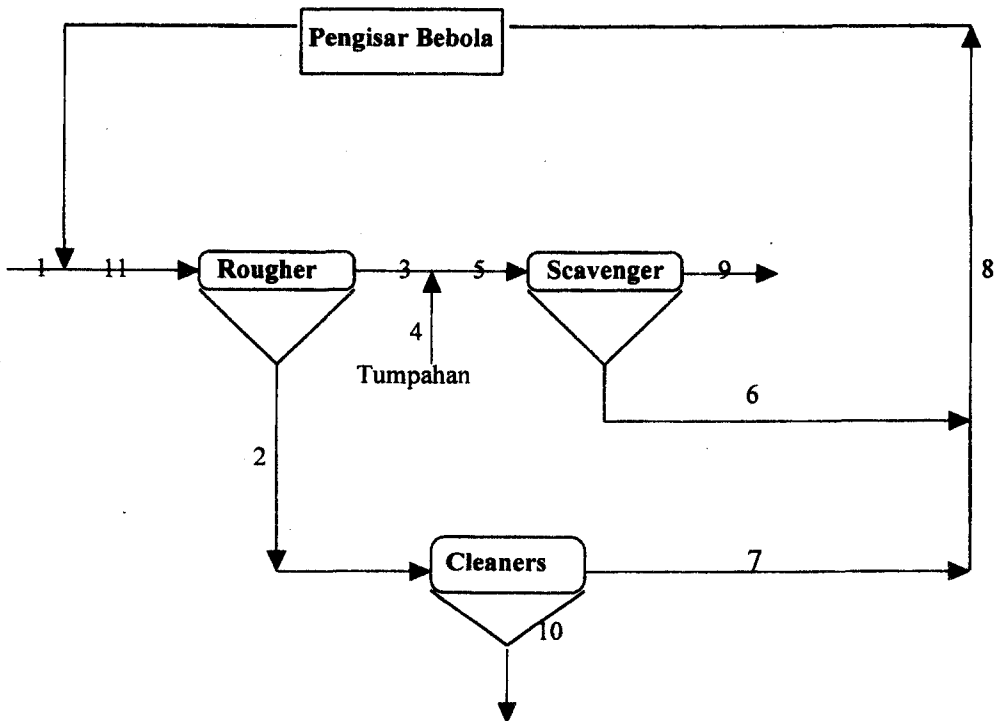 Pengisar Bebola
1 11 Rougher 3 5 Scavenger 9 8
4
Tumpahan
6
2
Cleaners 7
10